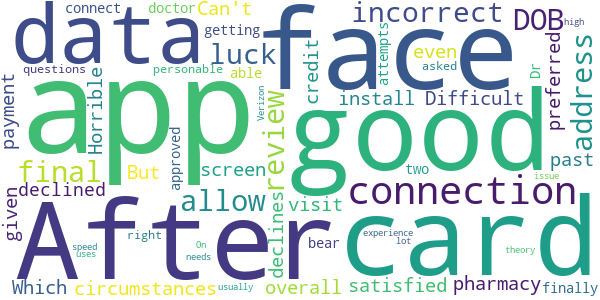 connect
doctor
Can't
face
incorrect
DOB
high
data
getting
luck
credit
attempts
even
preferred
address
questions
personable
able
asked
Dr
payment
Horrible
app
Verizon
review
install
Difficult
good
past
final
But
approved
screen
two
issue
given
declined
allow
declines
visit
connection
After
card
speed
uses
right
On
needs
bear
experience
lot
theory
Which
circumstances
usually
overall
satisfied
pharmacy
finally